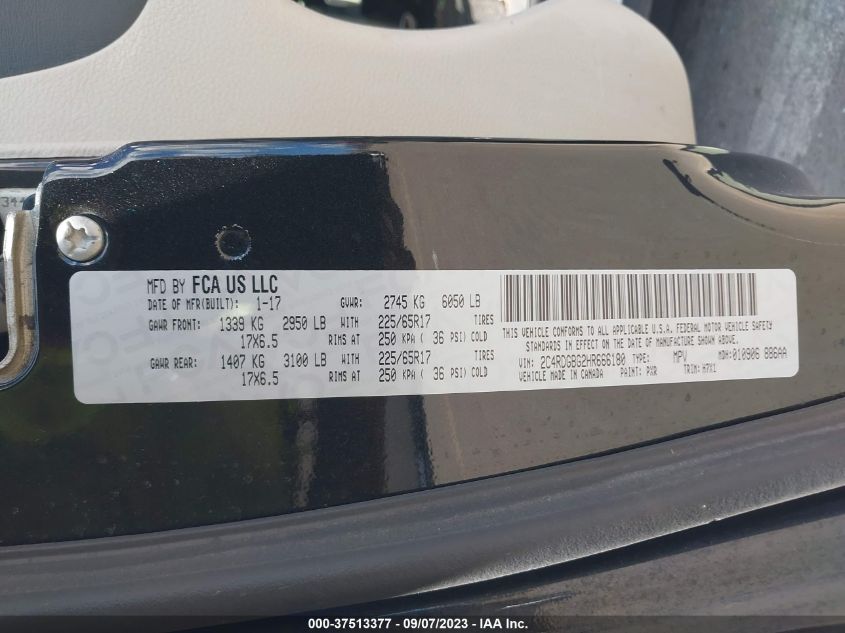 MFD BY FCA US LLC
DATE OF MFR(BUILT): 1-17 GVWR: 2745 KG 6050 LB
GAWR FRONT: 1339 KG 2950 LB WITH 225/65R17 TIRES
17X6.5 RIMS AT 250 KPA ( 36 PSI) COLD
GAWR REAR: 1407 KG 3100 LB WITH 225/65R17 TIRES
17X6.5 RIMS AT 250 KPA ( 36 PSI) COLD
THIS VEHICLE CONFORMS TO ALL APPLICABLE U.S.A. FEDERAL MOTOR VEHICLE SAFETY
STANDARDS IN EFFECT ON THE DATE OF MANUFACTURE SHOWN ABOVE.
VIN: 2C4RDGBG2HR666180 TYPE: MPV MDH: 010906 886AA
VEHICLE MADE IN CANADA PAINT: PXR TRIM: H7X1
000-37513377 - 09/07/2023 - IAAI Inc.